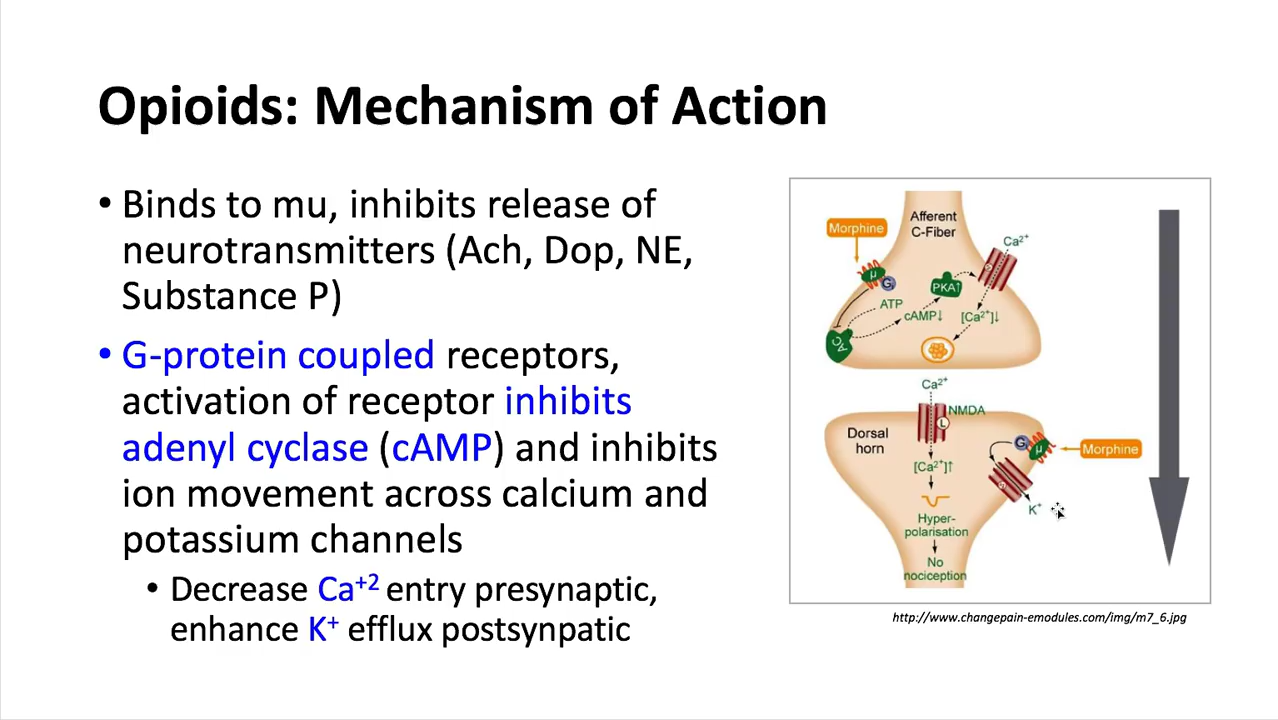 Opioids: Mechanism of Action
• Binds to mu, inhibits release of
neurotransmitters (Ach, Dop, NE,
Substance P)
• G-protein coupled receptors,
activation of receptor inhibits
adenyl cyclase (cAMP) and inhibits
ion movement across calcium and
potassium channels
• Decrease Ca+2 entry presynaptic,
enhance K+ efflux postsynpatic
Afferent
C-Fiber
Morphine
Ca2+
µ
G
PKA↑
ATP
cAMP↓
[Ca2+]↓
AC
Ca2+
NMDA
L
Dorsal
horn
G
µ
Morphine
[Ca2+]↑
K+
Hyper-
polarisation
No
nociception
http://www.changepain-emodules.com/img/m7_6.jpg